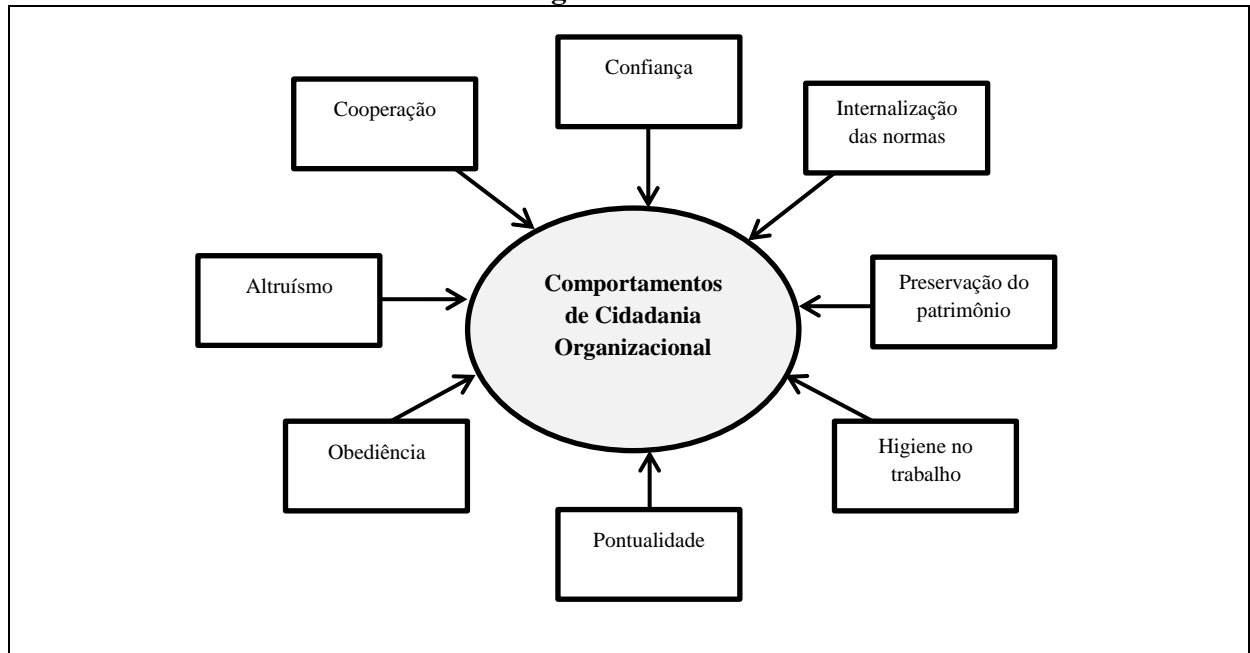 Confiança
Cooperação
Internalização
das normas
Altruísmo
Comportamentos
de Cidadania
Organizacional
Preservação do
patrimônio
Obediência
Higiene no
trabalho
Pontualidade